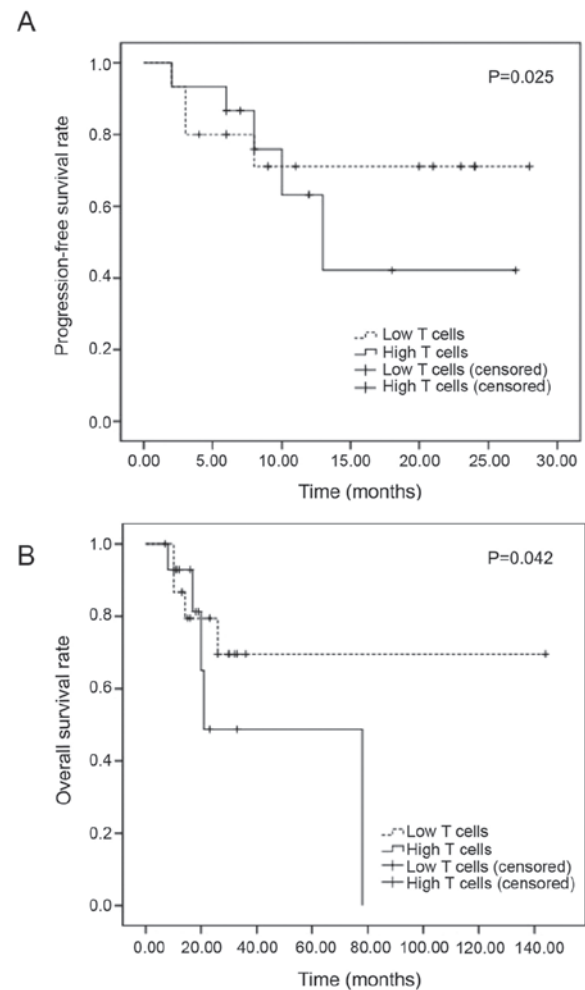 A
P=0.025
Progression-free survival rate
1.0
0.8
0.6
0.4
0.2
0.0
Low T cells
High T cells
Low T cells (censored)
High T cells (censored)
0.00 5.00 10.00 15.00 20.00 25.00 30.00
Time (months)
B
P=0.042
Overall survival rate
1.0
0.8
0.6
0.4
0.2
0.0
Low T cells
High T cells
Low T cells (censored)
High T cells (censored)
0.00 20.00 40.00 60.00 80.00 100.00 120.00 140.00
Time (months)